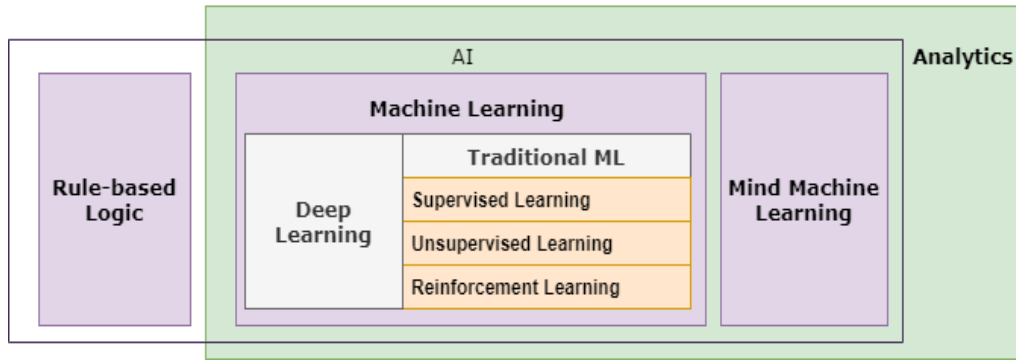 AI
Analytics
Rule-based
Logic
Machine Learning
Deep
Learning
Traditional ML
Supervised Learning
Unsupervised Learning
Reinforcement Learning
Mind Machine
Learning